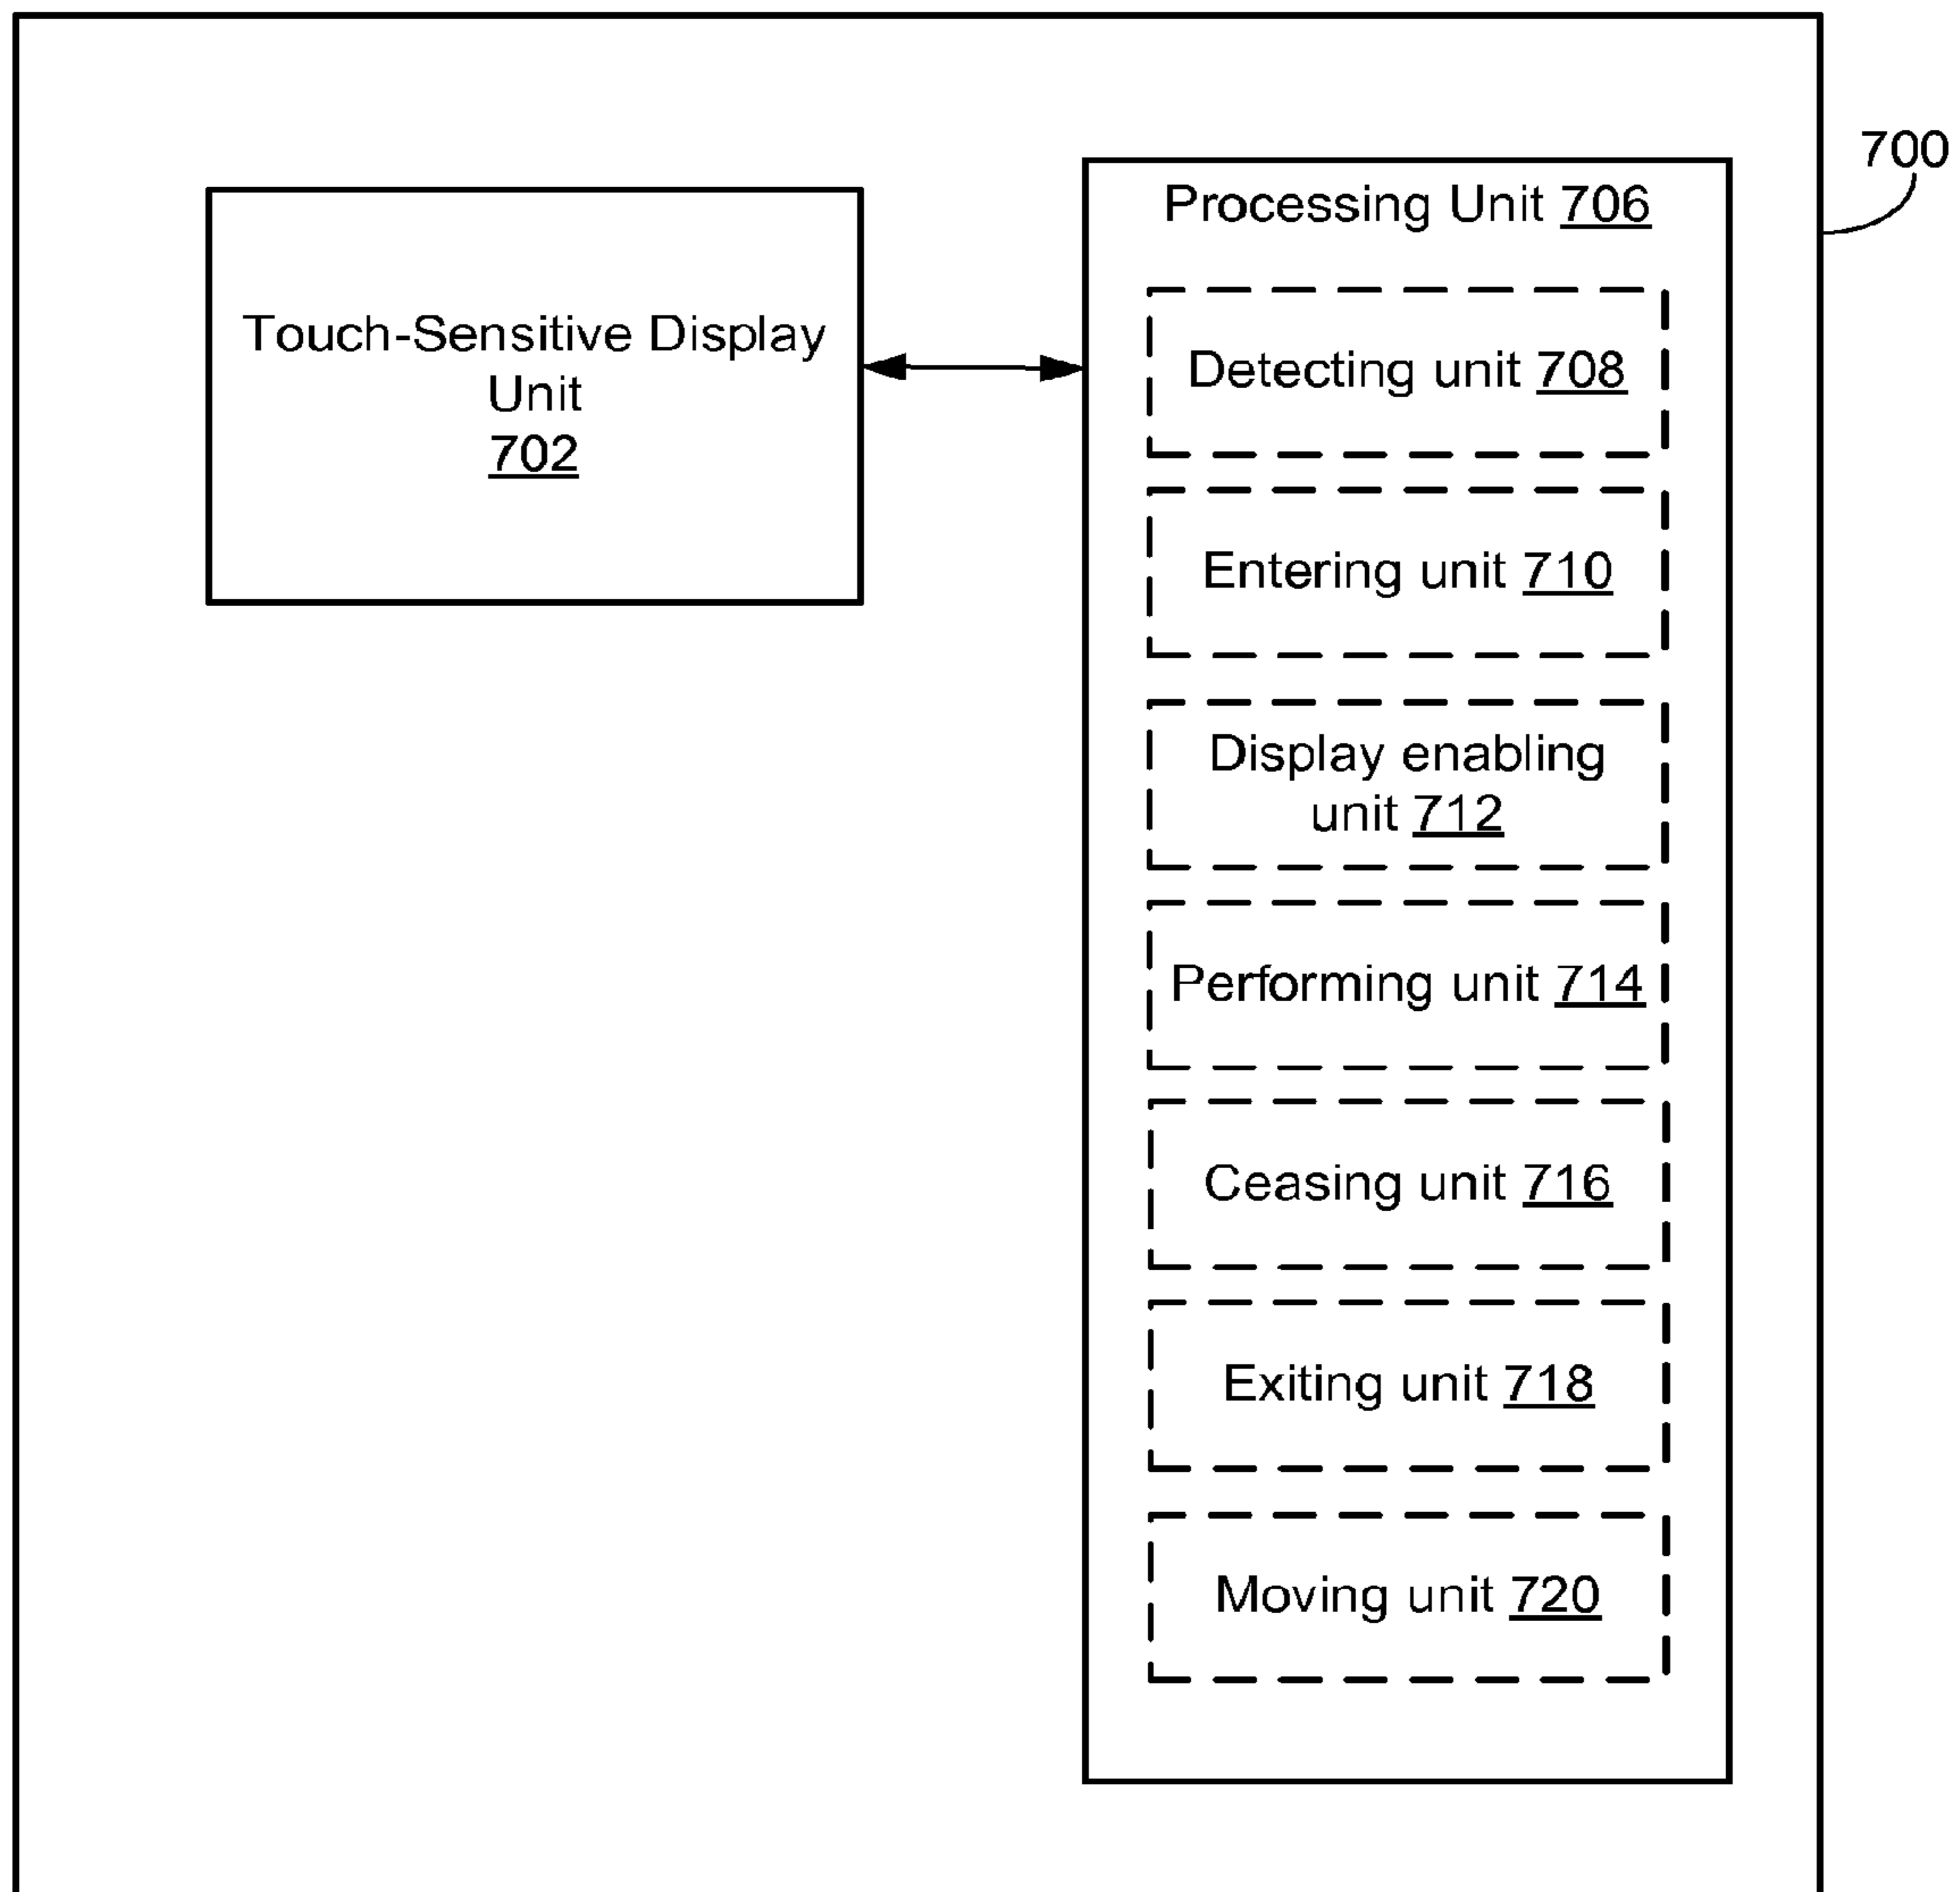 700
Touch-Sensitive Display
Unit
702
Processing Unit 706
Detecting unit 708
Entering unit 710
Display enabling
unit 712
Performing unit 714
Ceasing unit 716
Exiting unit 718
Moving unit 720